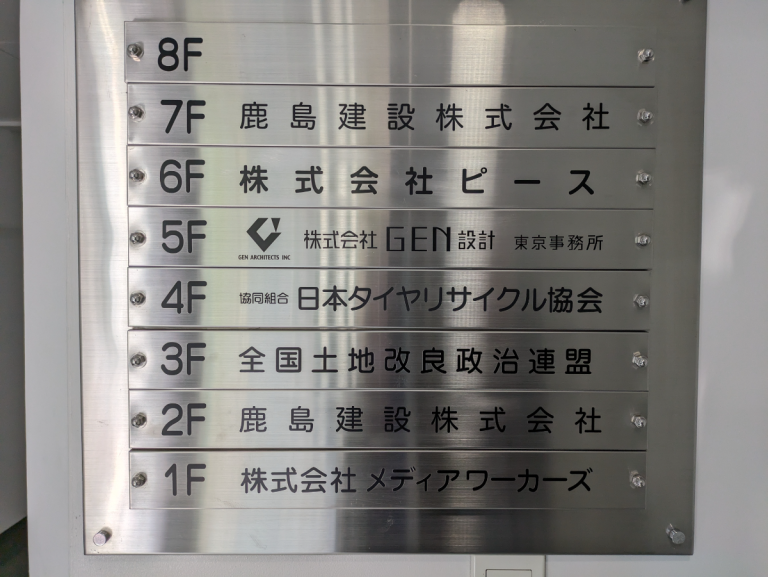 8F
7F 鹿島建設株式会社
6F 株式会社ピース
5F GEN ARCHITECTS INC 株式会社 GEN 設計 東京事務所
4F 協同組合 日本タイヤリサイクル協会
3F 全国土地改良政治連盟
2F 鹿島建設株式会社
1F 株式会社 メディアワーカーズ